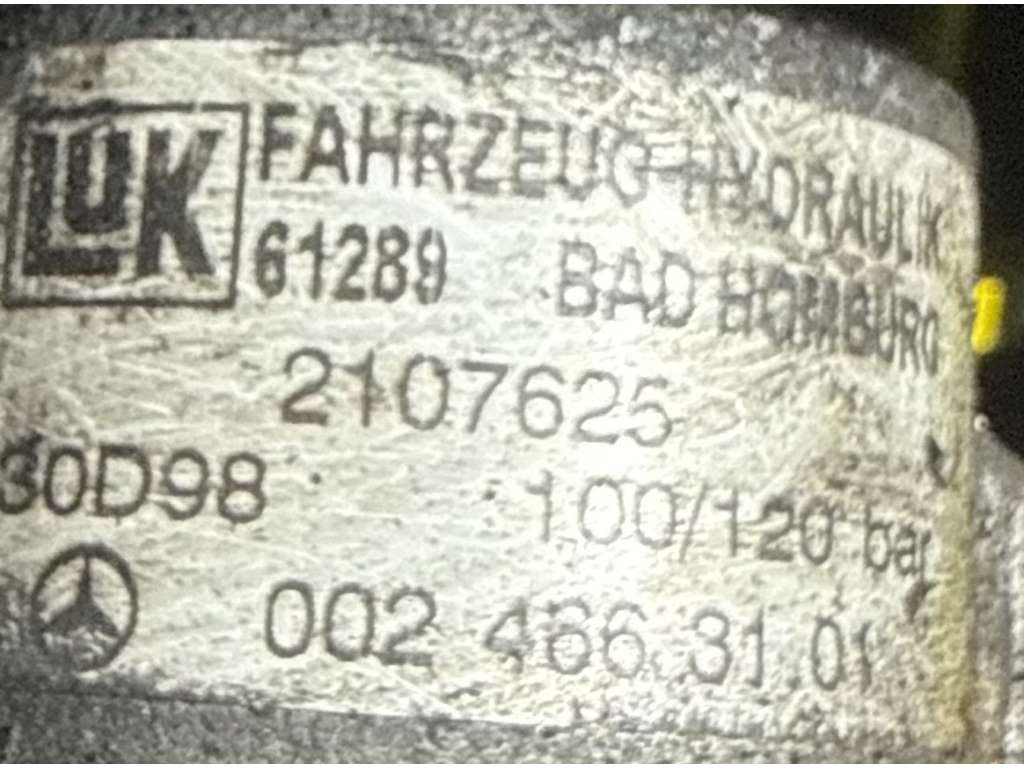 LUK FAHRZEUG-HYDRAULIK
61289 BAD HOMBURG
2107625
30D98 100/120 bar
002 466.31.01